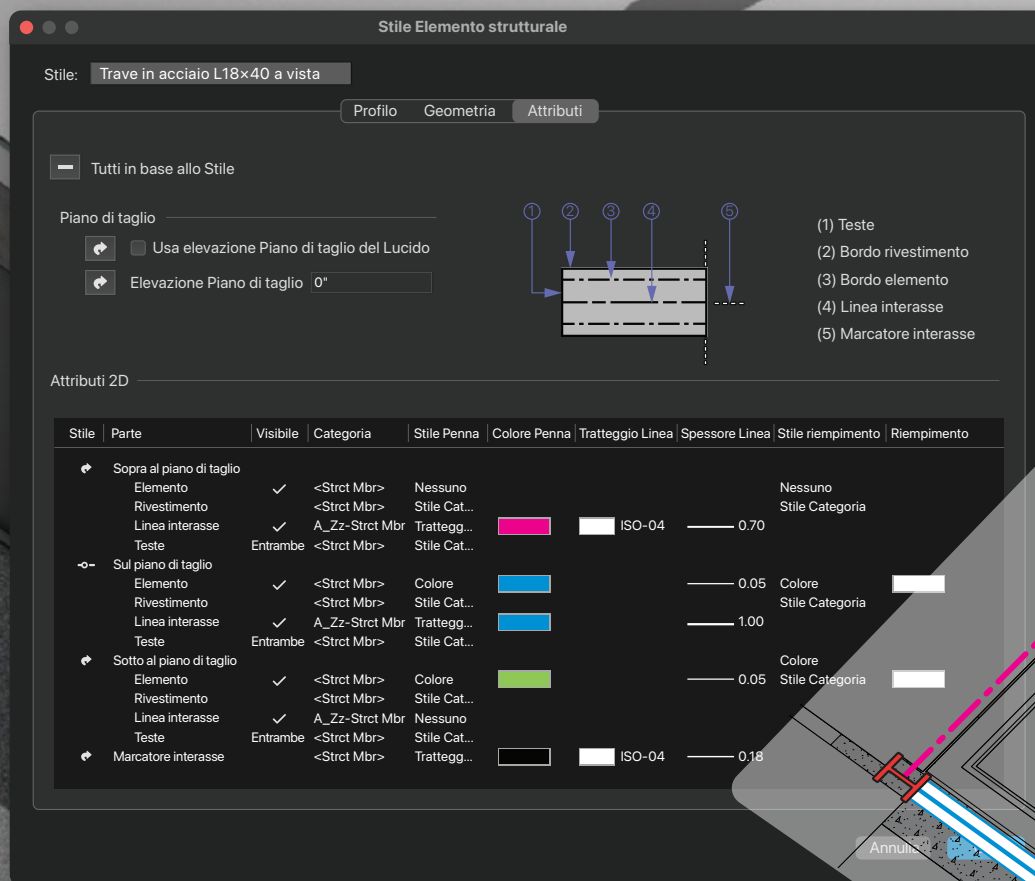 Stile Elemento strutturale
Stile: Trave in acciaio L18×40 a vista
Profilo Geometria Attributi
Tutti in base allo Stile
Piano di taglio
Usa elevazione Piano di taglio del Lucido
Elevazione Piano di taglio 0"
1 2 3 4 5
(1) Teste
(2) Bordo rivestimento
(3) Bordo elemento
(4) Linea interasse
(5) Marcatore interasse
Attributi 2D
Stile Parte Visibile Categoria Stile Penna Colore Penna Tratteggio Linea Spessore Linea Stile riempimento Riempimento
Sopra al piano di taglio
Elemento <Strct Mbr> Nessuno Nessuno
Rivestimento <Strct Mbr> Stile Cat... Stile Categoria
Linea interasse A_Zz-Strct Mbr Trattegg... ISO-04 0.70
Teste Entrambe <Strct Mbr> Stile Cat...
Sul piano di taglio
Elemento <Strct Mbr> Colore 0.05 Colore
Rivestimento <Strct Mbr> Stile Cat... Stile Categoria
Linea interasse A_Zz-Strct Mbr Trattegg... 1.00
Teste Entrambe <Strct Mbr> Stile Cat...
Sotto al piano di taglio Colore
Elemento <Strct Mbr> Colore 0.05 Stile Categoria
Rivestimento <Strct Mbr> Stile Cat...
Linea interasse A_Zz-Strct Mbr Nessuno
Teste Entrambe <Strct Mbr> Stile Cat...
Marcatore interasse <Strct Mbr> Trattegg... ISO-04 0.18
Annulla